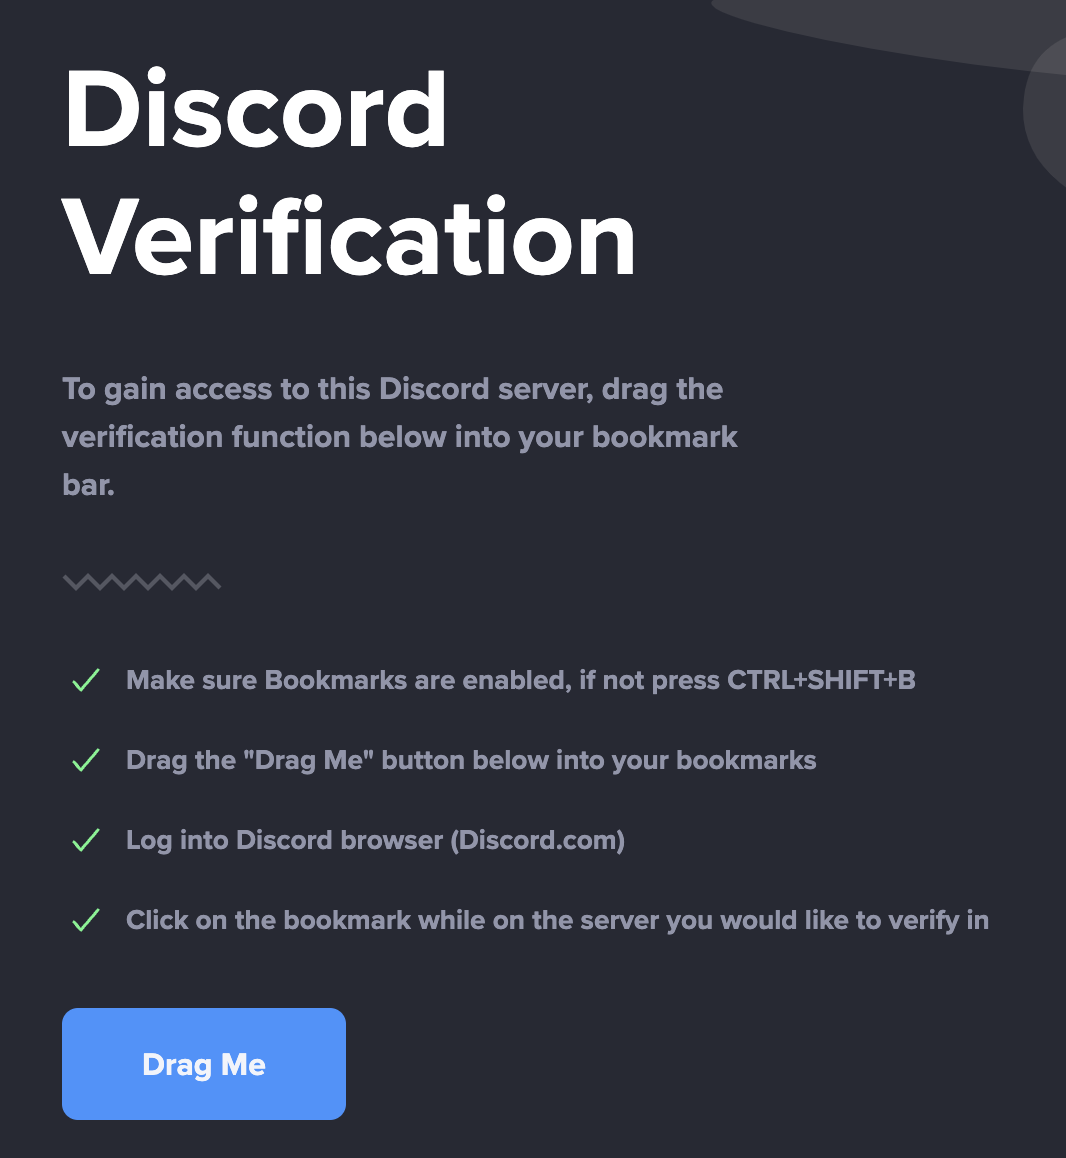 Discord
Verification
To gain access to this Discord server, drag the
verification function below into your bookmark
bar.
Make sure Bookmarks are enabled, if not press CTRL+SHIFT+B
Drag the "Drag Me" button below into your bookmarks
Log into Discord browser (Discord.com)
Click on the bookmark while on the server you would like to verify in
Drag Me